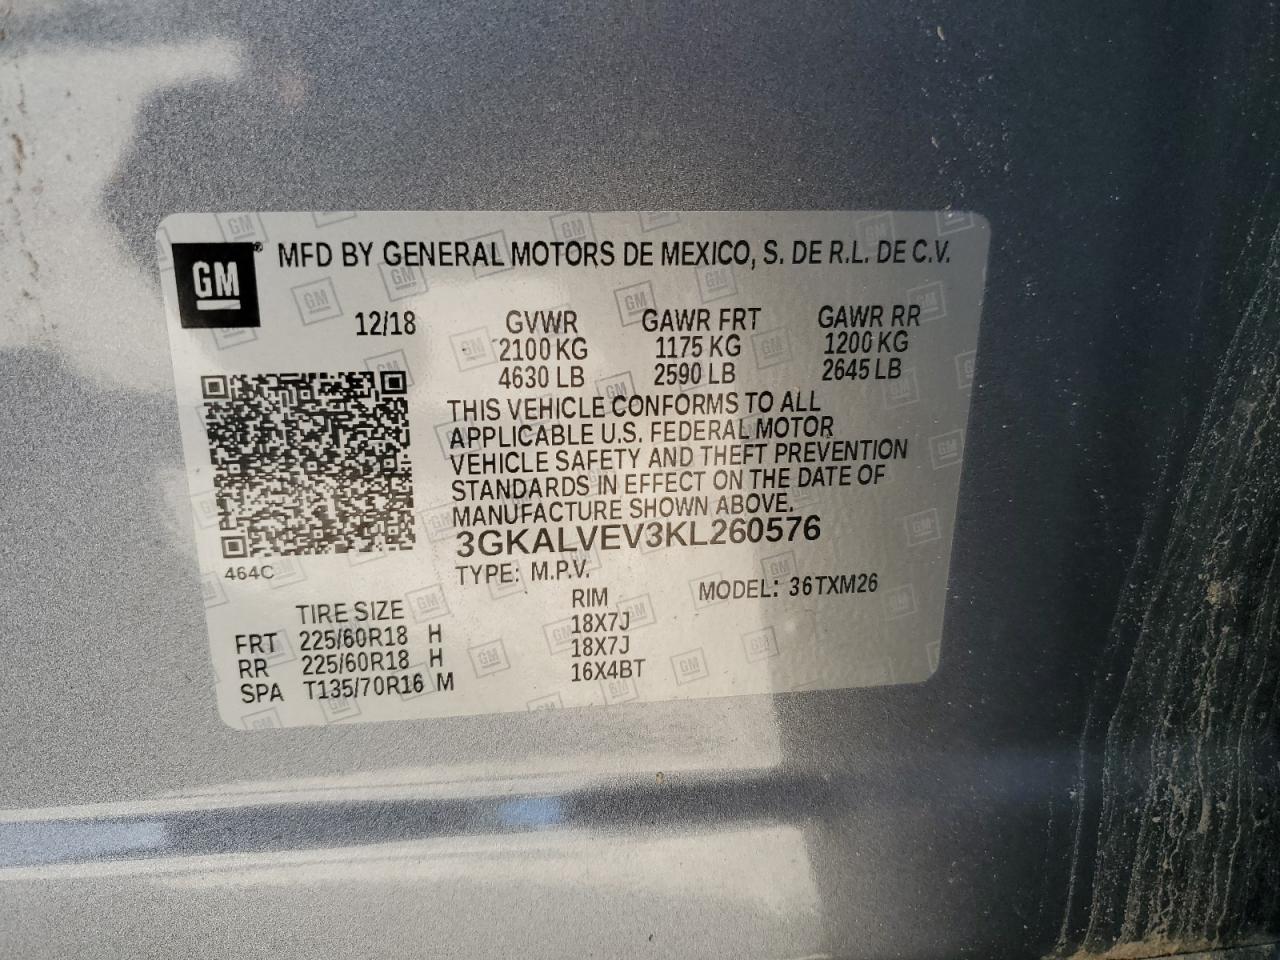 GM ® MFD BY GENERAL MOTORS DE MEXICO, S. DE R.L. DE C.V.
12/18 GVWR GAWR FRT GAWR RR
2100 KG 1175 KG 1200 KG
4630 LB 2590 LB 2645 LB
THIS VEHICLE CONFORMS TO ALL
APPLICABLE U.S. FEDERAL MOTOR
VEHICLE SAFETY AND THEFT PREVENTION
STANDARDS IN EFFECT ON THE DATE OF
MANUFACTURE SHOWN ABOVE.
3GKALVEV3KL260576
464C
TYPE: M.P.V. MODEL: 36TXM26
TIRE SIZE RIM
FRT 225/60R18 H 18X7J
RR 225/60R18 H 18X7J
SPA T135/70R16 M 16X4BT